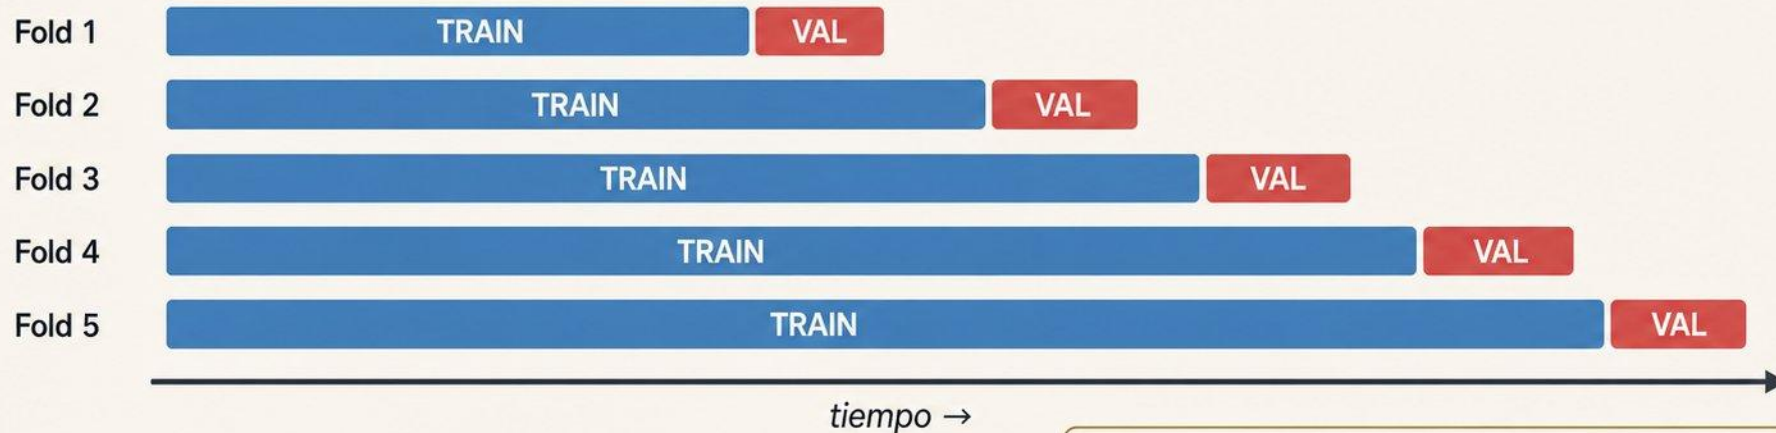 Fold 1 TRAIN VAL
Fold 2 TRAIN VAL
Fold 3 TRAIN VAL
Fold 4 TRAIN VAL
Fold 5 TRAIN VAL
tiempo →